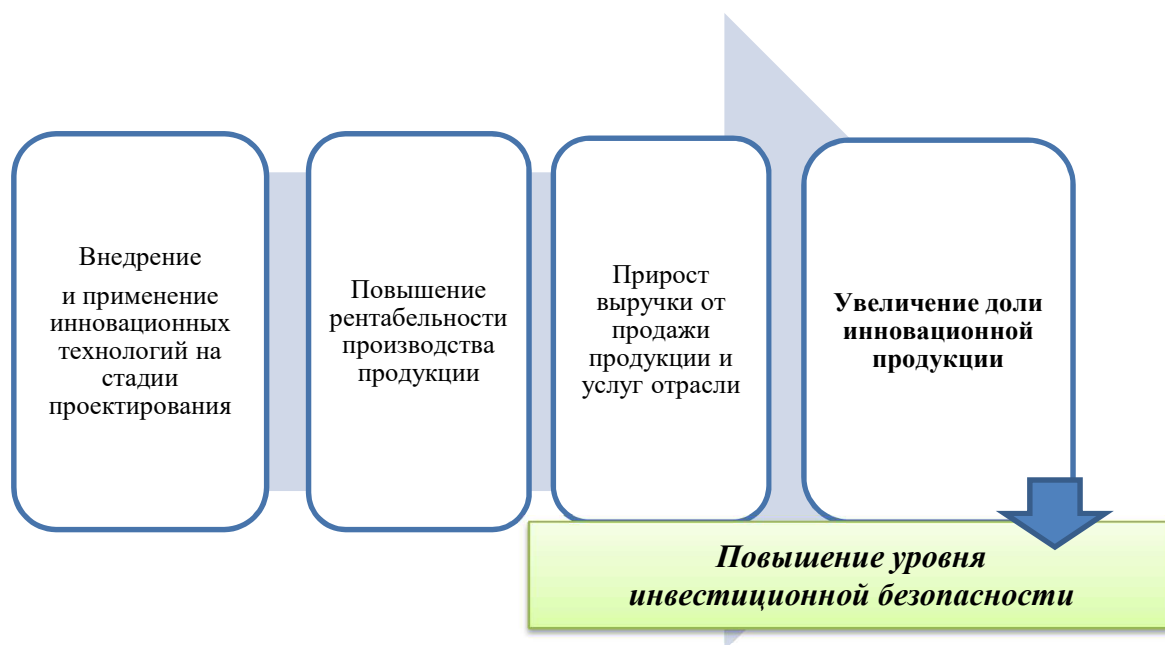 Внедрение
и применение
инновационных
технологий на
стадии
проектирования
Повышение
рентабельности
производства
продукции
Прирост
выручки от
продажи
продукции и
услуг отрасли
Увеличение доли
инновационной
продукции
Повышение уровня
инвестиционной безопасности